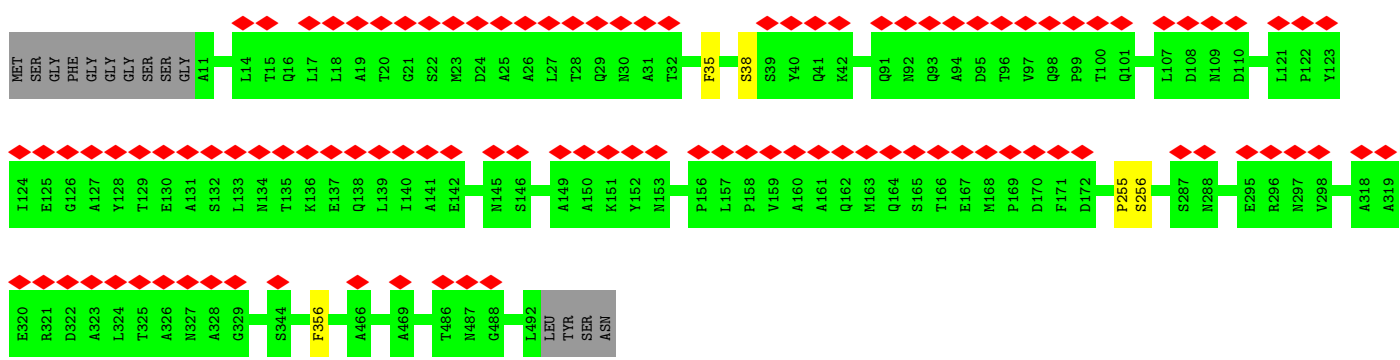 MET SER GLY PHE GLY GLY GLY SER SER GLY A11 L14 T15 Q16 L17 L18 A19 T20 G21 S22 M23 D24 A25 A26 L27 T28 Q29 N30 A31 T32 F35 S38 S39 Y40 Q41 K42 Q91 N92 Q93 A94 D95 T96 V97 Q98 P99 T100 Q101 L107 D108 N109 D110 L121 P122 Y123
I124 E125 G126 A127 Y128 T129 E130 A131 S132 L133 N134 T135 K136 E137 Q138 L139 I140 A141 E142 N145 S146 A149 A150 K151 Y152 N153 P156 L157 P158 V159 A160 A161 Q162 M163 Q164 S165 T166 E167 M168 P169 D170 F171 D172 P255 S256 S287 N288 E295 R296 N297 V298 A318 A319
E320 R321 D322 A323 L324 T325 A326 N327 A328 G329 S344 F356 A466 A469 T486 N487 G488 L492 LEU TYR SER ASN